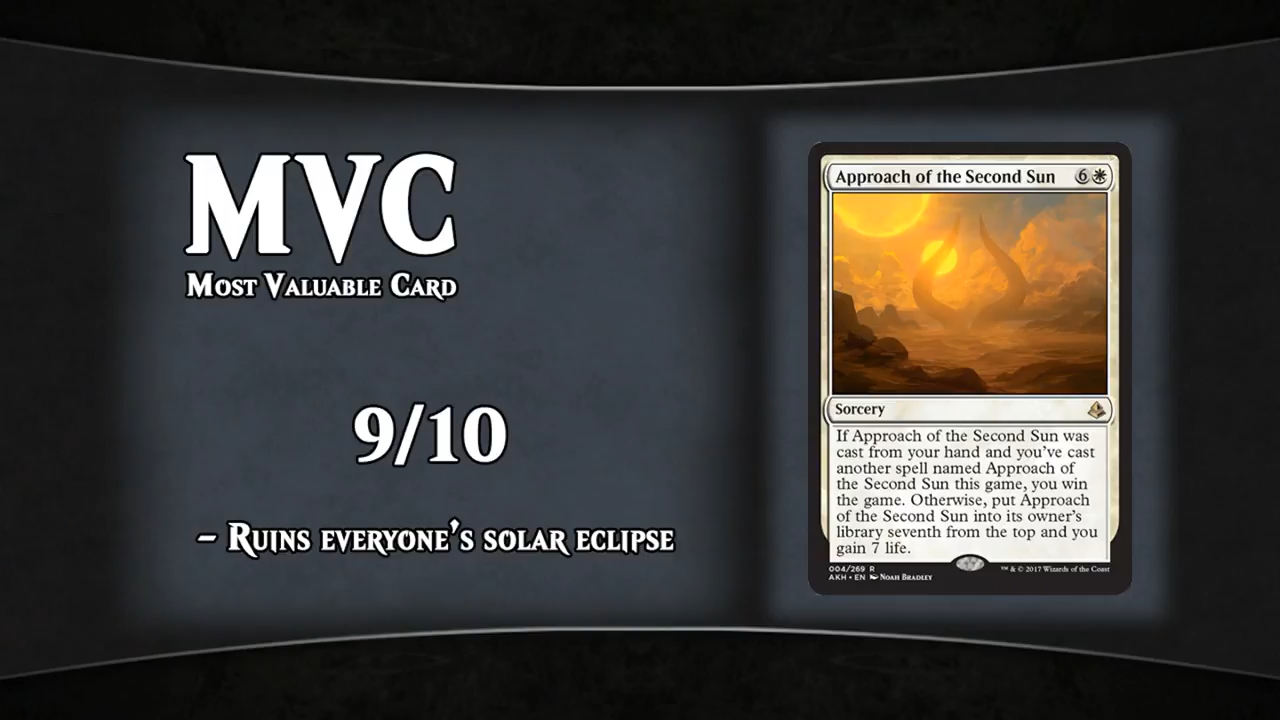 MVC
Most Valuable Card
9/10
– Ruins everyone's solar eclipse
Approach of the Second Sun 6
Sorcery
If Approach of the Second Sun was
cast from your hand and you've cast
another spell named Approach of
the Second Sun this game, you win
the game. Otherwise, put Approach
of the Second Sun into its owner's
library seventh from the top and you
gain 7 life.
004/269 R
AKH • EN Noah Bradley
™ & © 2017 Wizards of the Coast